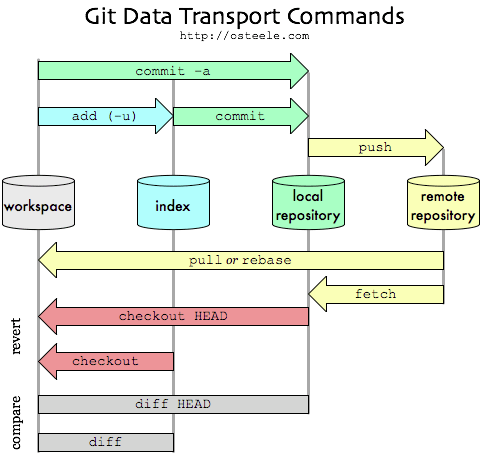 Git Data Transport Commands
http://osteele.com
commit -a
add (-u)
commit
push
workspace
index
local
repository
remote
repository
pull or rebase
fetch
revert
checkout HEAD
checkout
compare
diff HEAD
diff